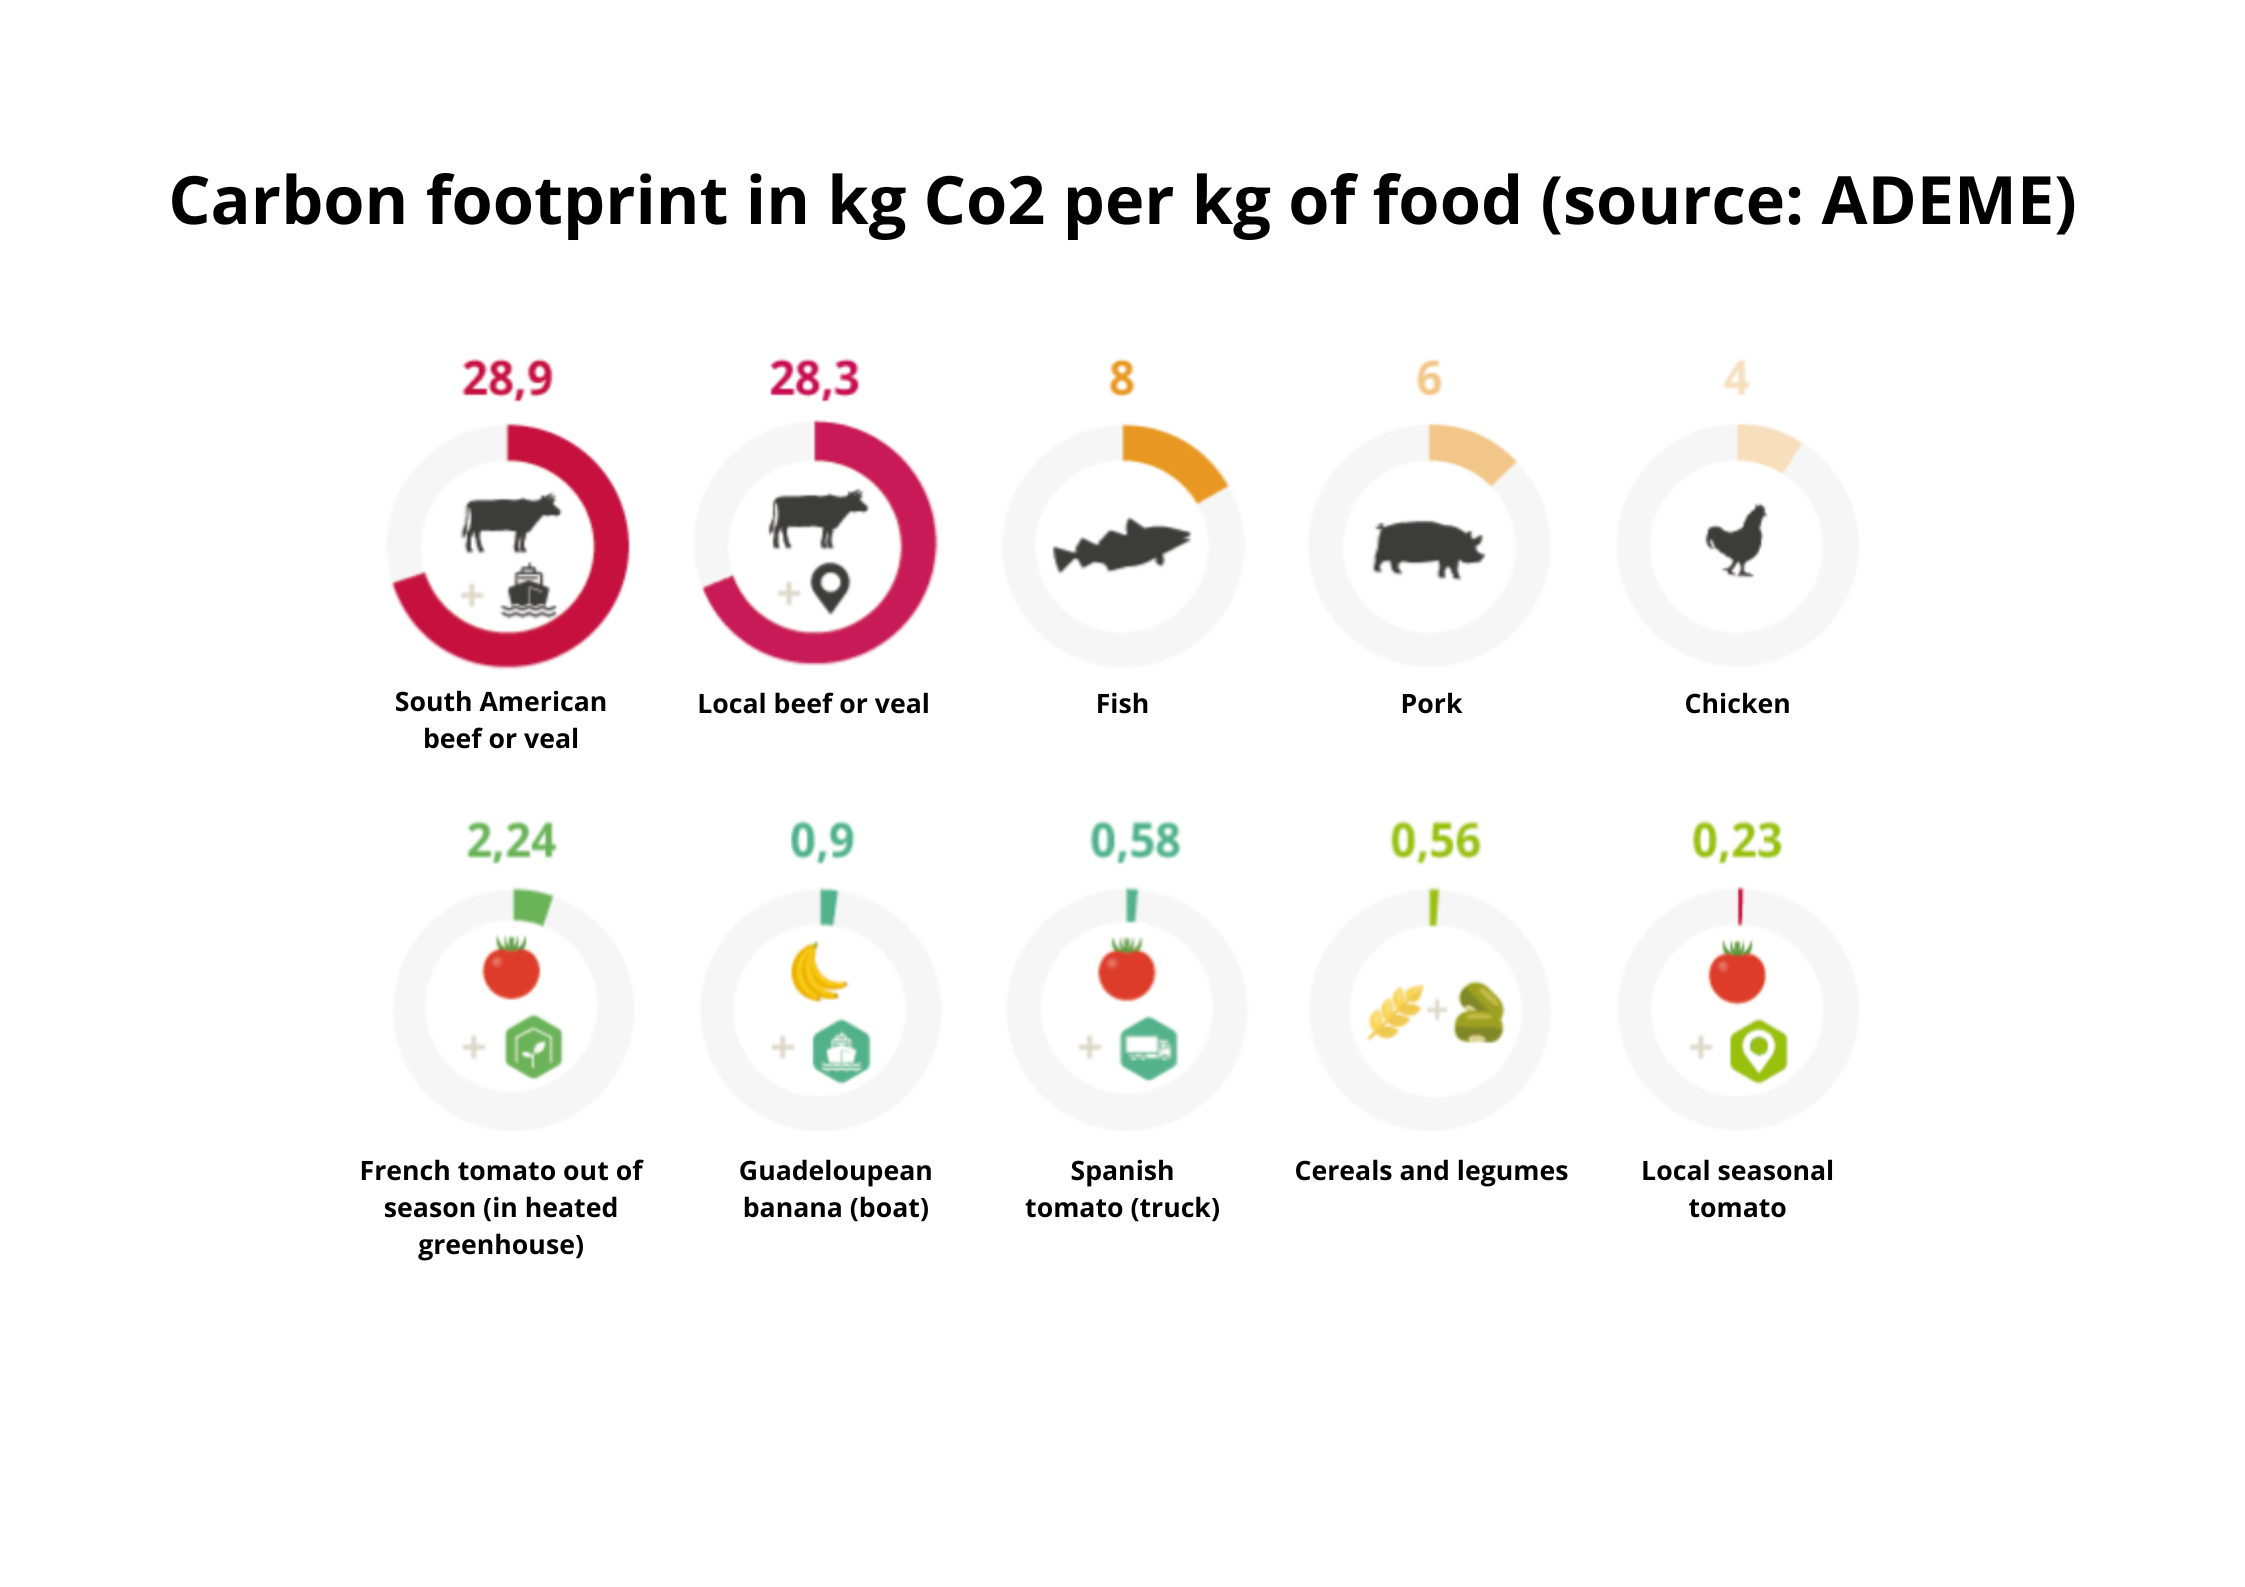 Carbon footprint in kg Co2 per kg of food (source: ADEME)
28,9
28,3
8
6
4
South American
beef or veal
Local beef or veal
Fish
Pork
Chicken
2,24
0,9
0,58
0,56
0,23
French tomato out of
season (in heated
greenhouse)
Guadeloupean
banana (boat)
Spanish
tomato (truck)
Cereals and legumes
Local seasonal
tomato